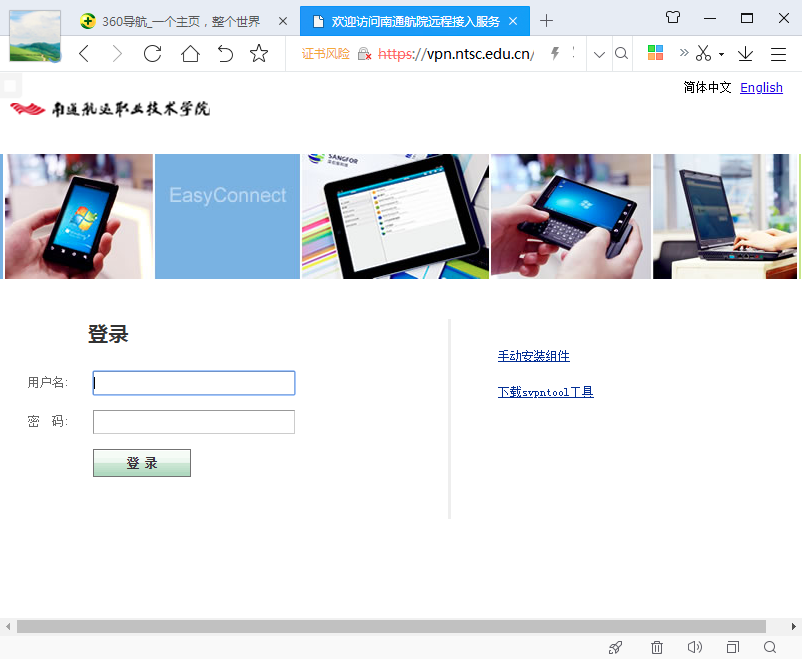 360导航_一个主页，整个世界
欢迎访问南通航院远程接入服务
证书风险 https://vpn.ntsc.edu.cn/
简体中文 English
南通航运职业技术学院
EasyConnect
SANGFOR
登录
用户名:
密 码:
登 录
手动安装组件
下载svpntool工具